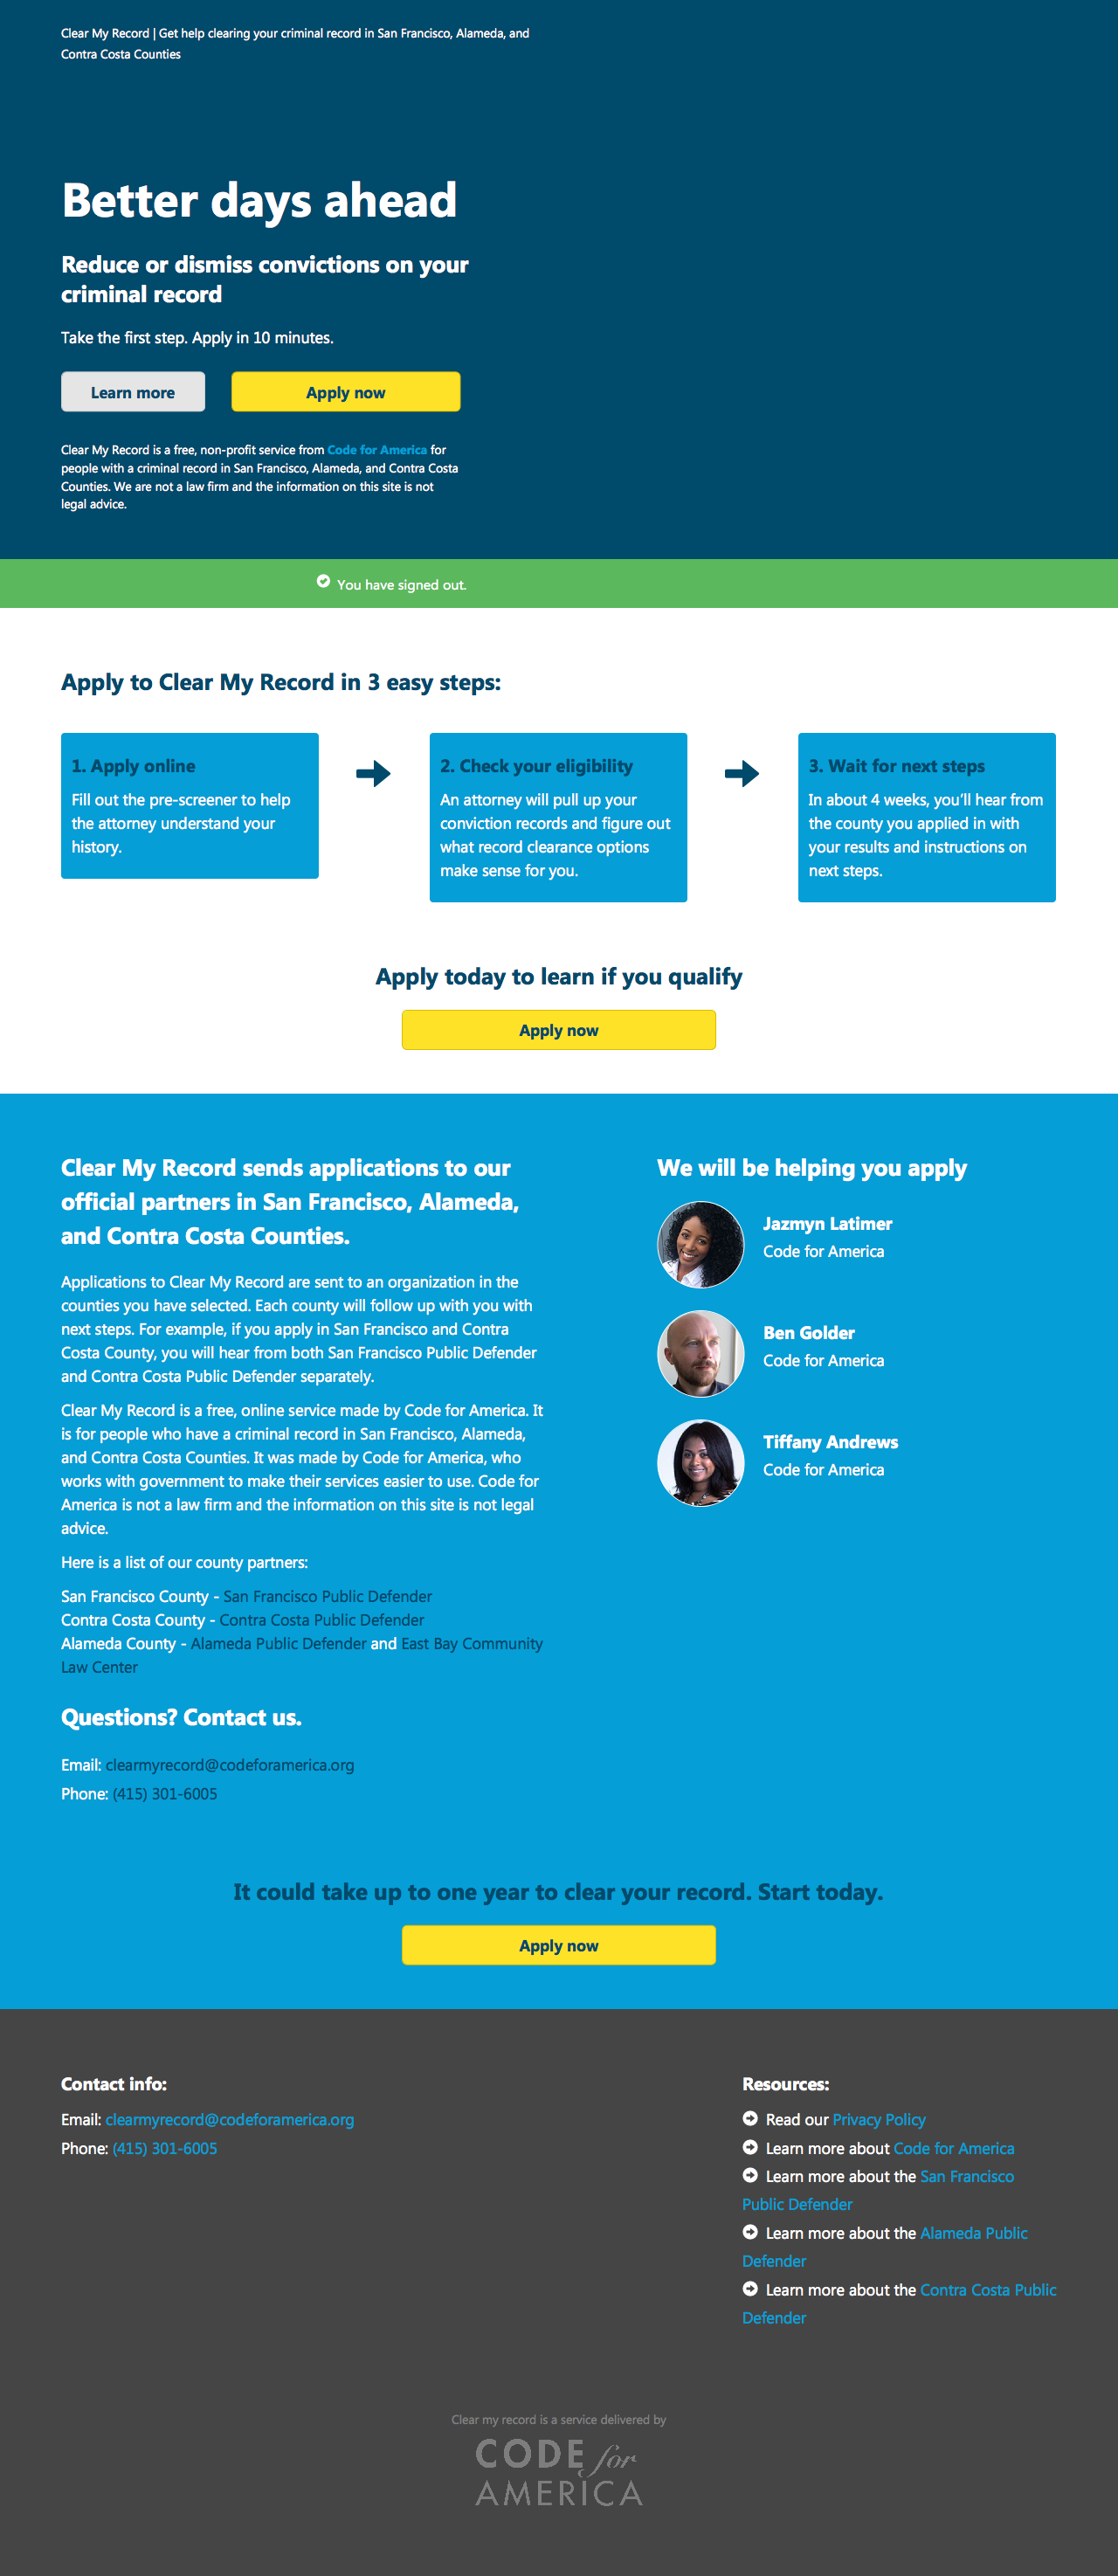 Clear My Record | Get help clearing your criminal record in San Francisco, Alameda, and
Contra Costa Counties
Better days ahead
Reduce or dismiss convictions on your
criminal record
Take the first step. Apply in 10 minutes.
Learn more
Apply now
Clear My Record is a free, non-profit service from Code for America for
people with a criminal record in San Francisco, Alameda, and Contra Costa
Counties. We are not a law firm and the information on this site is not
legal advice.
You have signed out.
Apply to Clear My Record in 3 easy steps:
1. Apply online
Fill out the pre-screener to help
the attorney understand your
history.
2. Check your eligibility
An attorney will pull up your
conviction records and figure out
what record clearance options
make sense for you.
3. Wait for next steps
In about 4 weeks, you'll hear from
the county you applied in with
your results and instructions on
next steps.
Apply today to learn if you qualify
Apply now
Clear My Record sends applications to our
official partners in San Francisco, Alameda,
and Contra Costa Counties.
Applications to Clear My Record are sent to an organization in the
counties you have selected. Each county will follow up with you with
next steps. For example, if you apply in San Francisco and Contra
Costa County, you will hear from both San Francisco Public Defender
and Contra Costa Public Defender separately.
Clear My Record is a free, online service made by Code for America. It
is for people who have a criminal record in San Francisco, Alameda,
and Contra Costa Counties. It was made by Code for America, who
works with government to make their services easier to use. Code for
America is not a law firm and the information on this site is not legal
advice.
Here is a list of our county partners:
San Francisco County - San Francisco Public Defender
Contra Costa County - Contra Costa Public Defender
Alameda County - Alameda Public Defender and East Bay Community
Law Center
Questions? Contact us.
Email: clearmyrecord@codeforamerica.org
Phone: (415) 301-6005
We will be helping you apply
Jazmyn Latimer
Code for America
Ben Golder
Code for America
Tiffany Andrews
Code for America
It could take up to one year to clear your record. Start today.
Apply now
Contact info:
Email: clearmyrecord@codeforamerica.org
Phone: (415) 301-6005
Resources:
Read our Privacy Policy
Learn more about Code for America
Learn more about the San Francisco
Public Defender
Learn more about the Alameda Public
Defender
Learn more about the Contra Costa Public
Defender
Clear my record is a service delivered by
CODE for
AMERICA